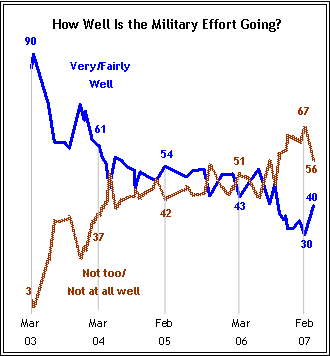 How Well Is the Military Effort Going?
90
Very/Fairly
Well
67
61
54
51
56
40
43
42
37
30
Not too/
Not at all well
3
Mar Mar Feb Mar Feb
03 04 05 06 07